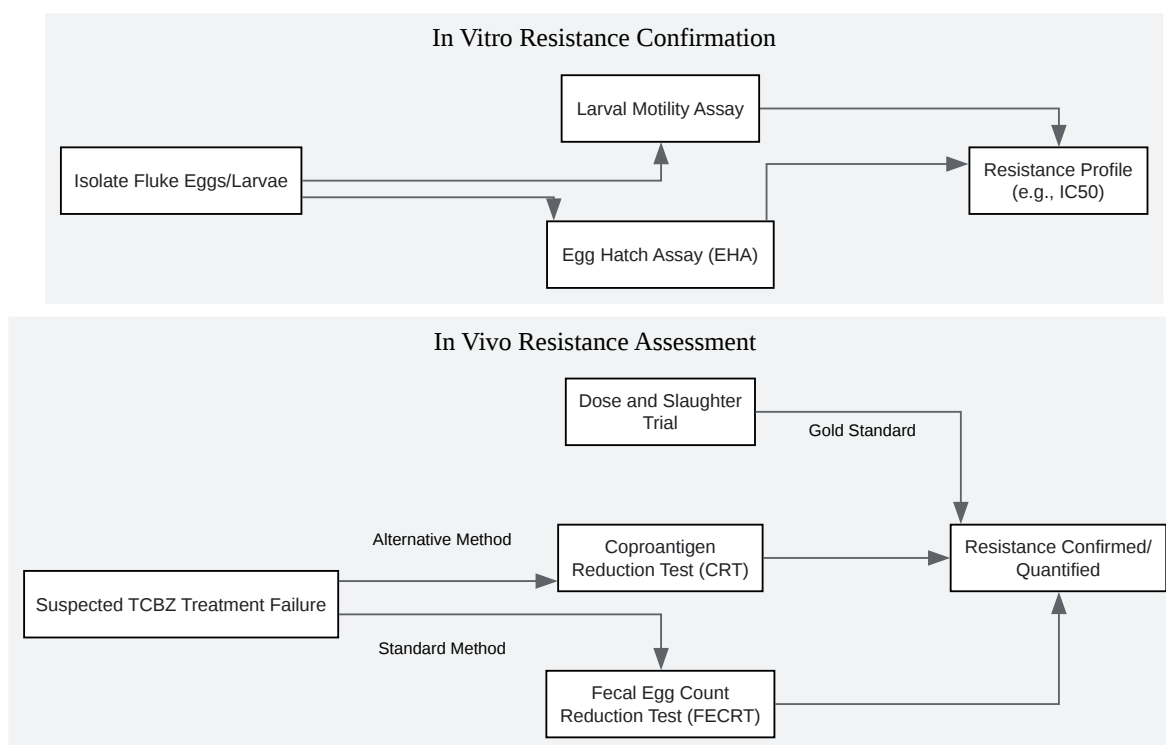 In Vitro Resistance Confirmation
Larval Motility Assay
Isolate Fluke Eggs/Larvae
Resistance Profile
(e.g., IC50)
Egg Hatch Assay (EHA)
In Vivo Resistance Assessment
Dose and Slaughter
Trial
Gold Standard
Alternative Method
Coproantigen
Reduction Test (CRT)
Resistance Confirmed/
Quantified
Suspected TCBZ Treatment Failure
Standard Method
Fecal Egg Count
Reduction Test (FECRT)